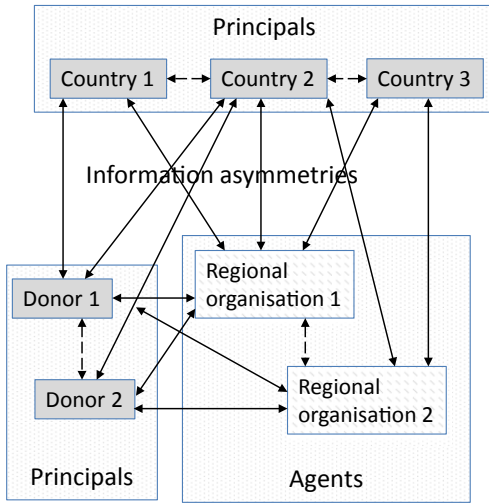 Principals
Country 1
Country 2
Country 3
Information asymmetries
Regional
organisation 1
Donor 1
Regional
organisation 2
Donor 2
Principals
Agents